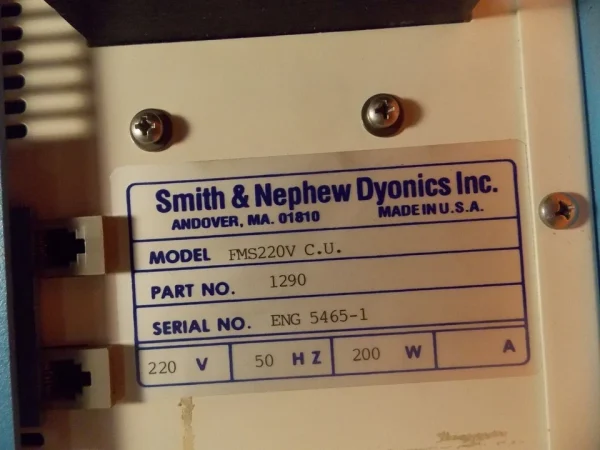 Smith & Nephew Dyonics Inc.
ANDOVER, MA. 01810 MADE IN U.S.A.
MODEL FMS220V C.U.
PART NO. 1290
SERIAL NO. ENG 5465-1
220 V 50 HZ 200 W A